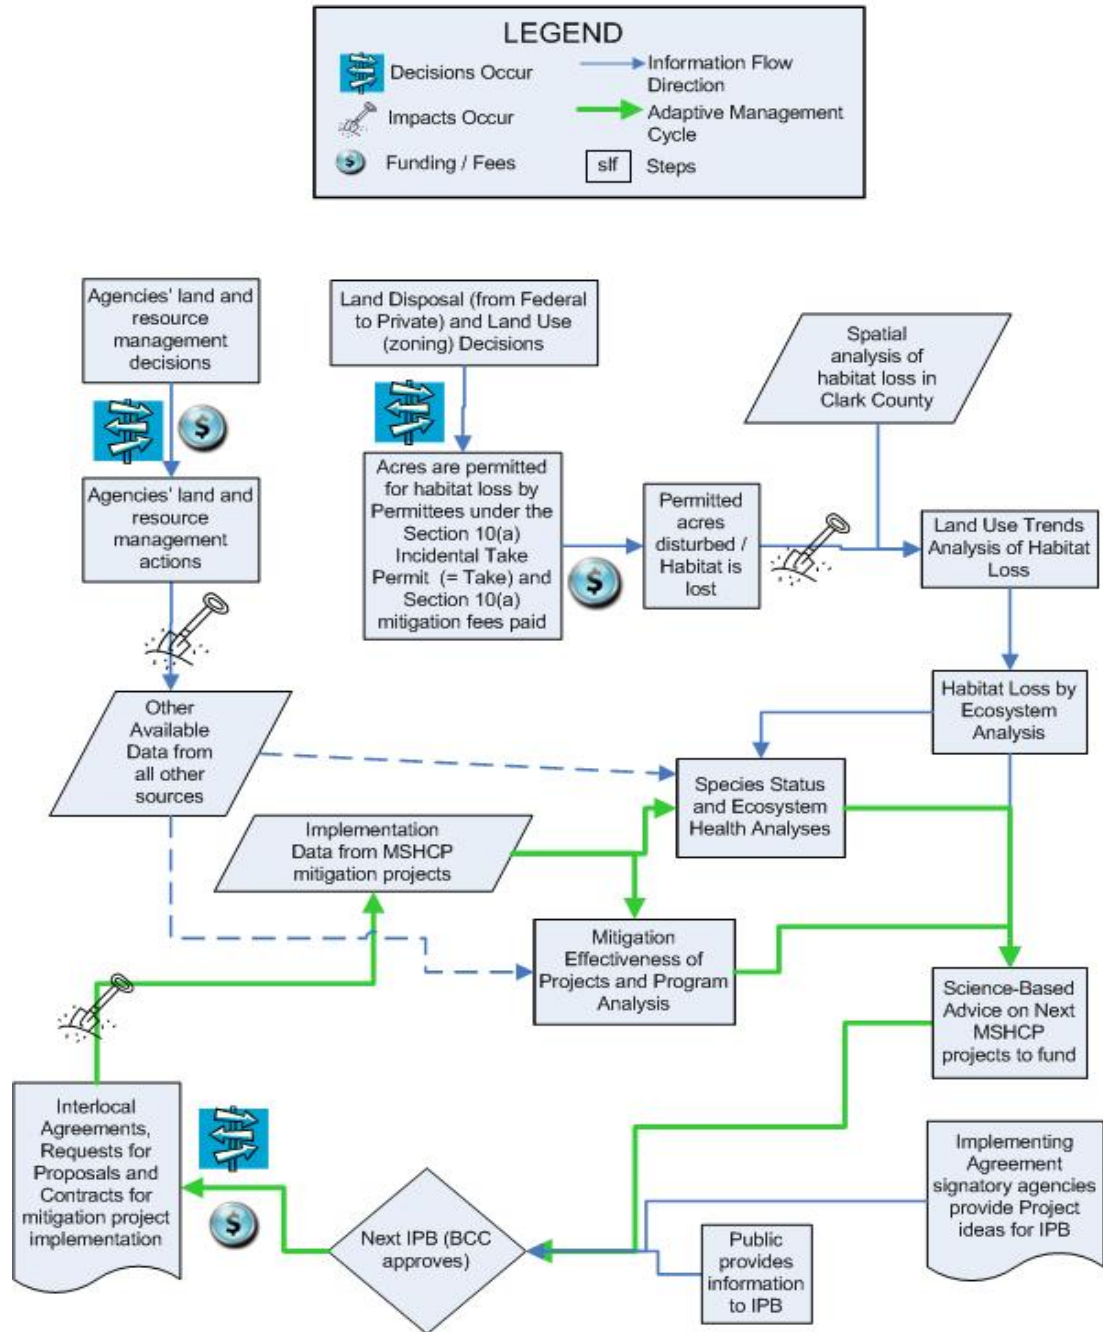 LEGEND
Decisions Occur
Information Flow
Direction
Impacts Occur
Adaptive Management
Cycle
$
Funding / Fees
slf
Steps
Agencies' land and
resource
management
decisions
Land Disposal (from Federal
to Private) and Land Use
(zoning) Decisions
Spatial
analysis of
habitat loss in
Clark County
$
Agencies' land and
resource
management
actions
Acres are permitted
for habitat loss by
Permittees under the
Section 10(a)
Incidental Take
Permit (= Take) and
Section 10(a)
mitigation fees paid
$
Permitted
acres
disturbed /
Habitat is
lost
Land Use Trends
Analysis of Habitat
Loss
Habitat Loss by
Ecosystem
Analysis
Other
Available
Data from
all other
sources
Species Status
and Ecosystem
Health Analyses
Implementation
Data from MSHCP
mitigation projects
Mitigation
Effectiveness of
Projects and Program
Analysis
Science-Based
Advice on Next
MSHCP
projects to fund
Interlocal
Agreements,
Requests for
Proposals and
Contracts for
mitigation project
implementation
$
Next IPB (BCC
approves)
Public
provides
information
to IPB
Implementing
Agreement
signatory agencies
provide Project
ideas for IPB